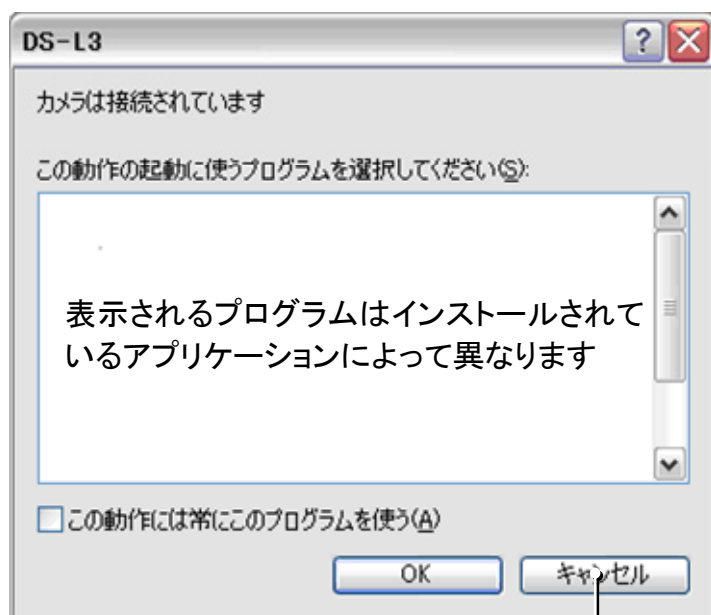 DS-L3
カメラは接続されています
この動作の起動に使うプログラムを選択してください(S):
表示されるプログラムはインストールされて
いるアプリケーションによって異なります
この動作には常にこのプログラムを使う(A)
OK キャンセル